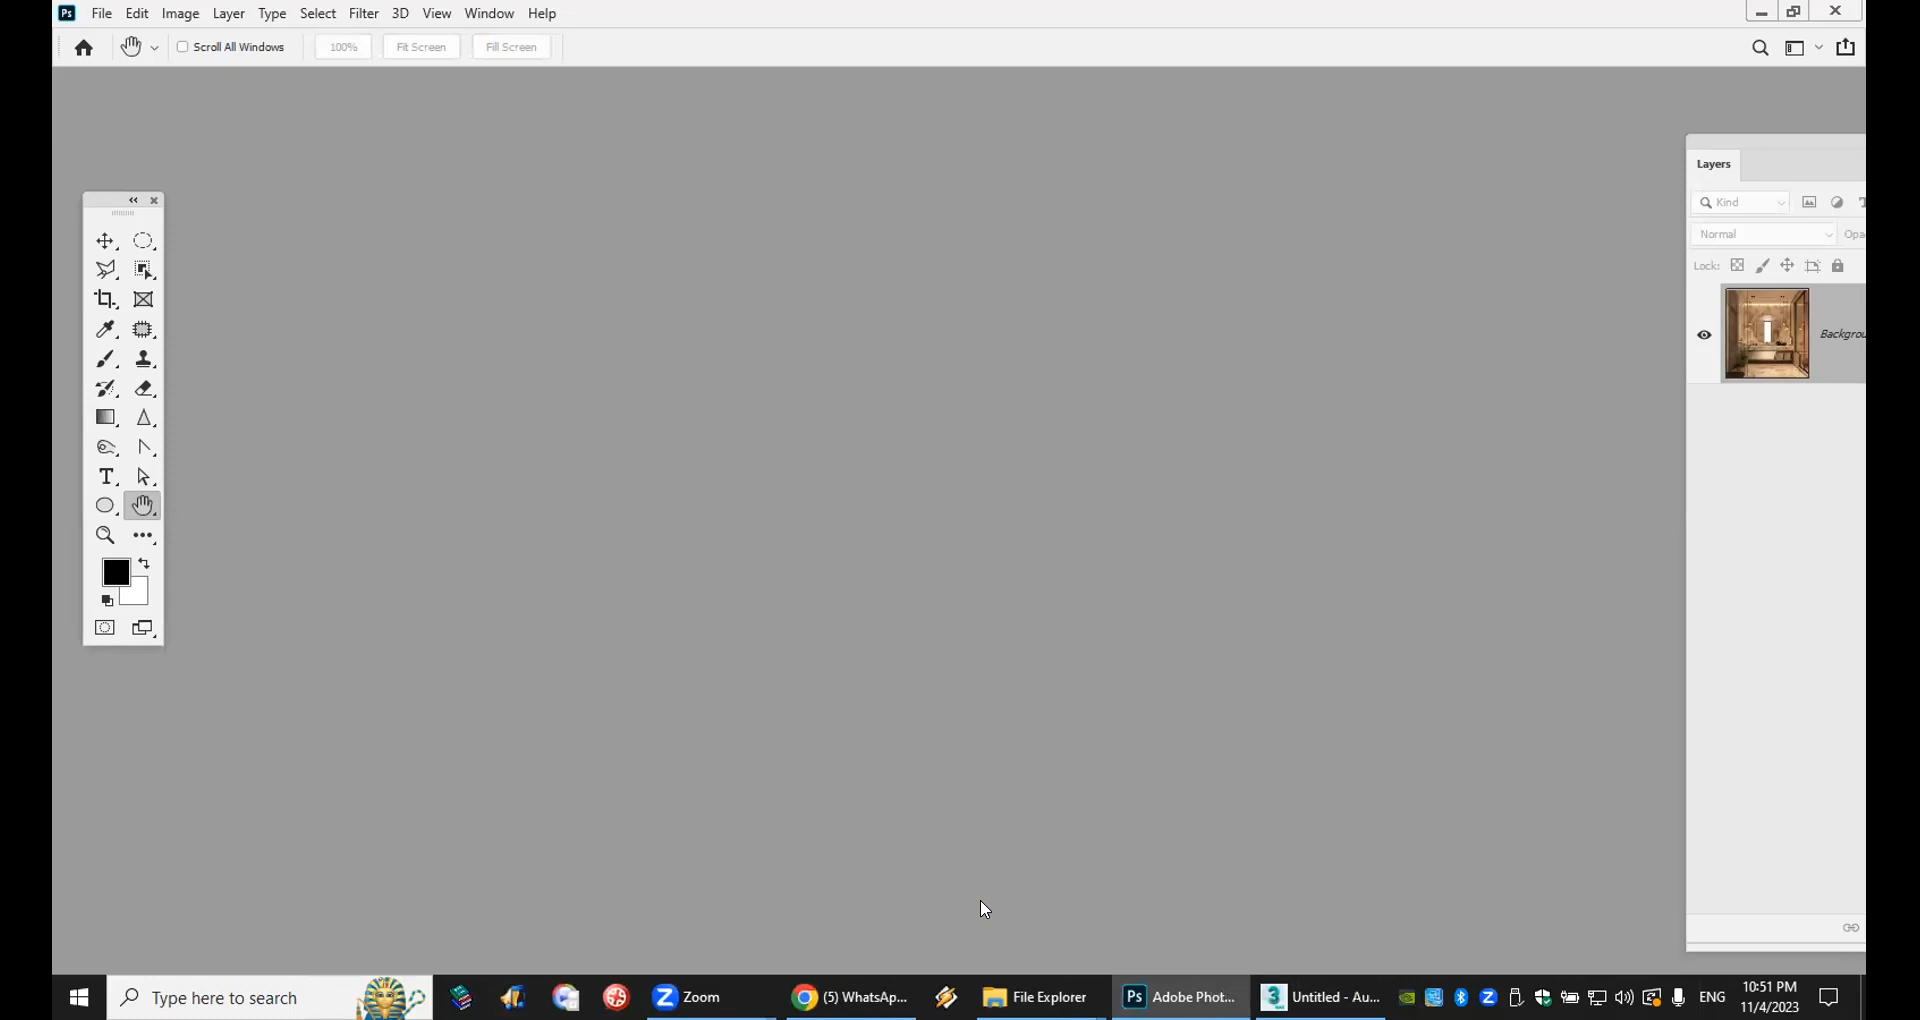 Ps File Edit Image Layer Type Select Filter 3D View Window Help
Scroll All Windows 100% Fit Screen Fill Screen
Layers
Kind
Normal Opa
Lock:
Backgrou
T
Type here to search
Zoom
(5) WhatsAp...
File Explorer
Ps Adobe Phot...
3 Untitled - Au...
ENG
10:51 PM
11/4/2023